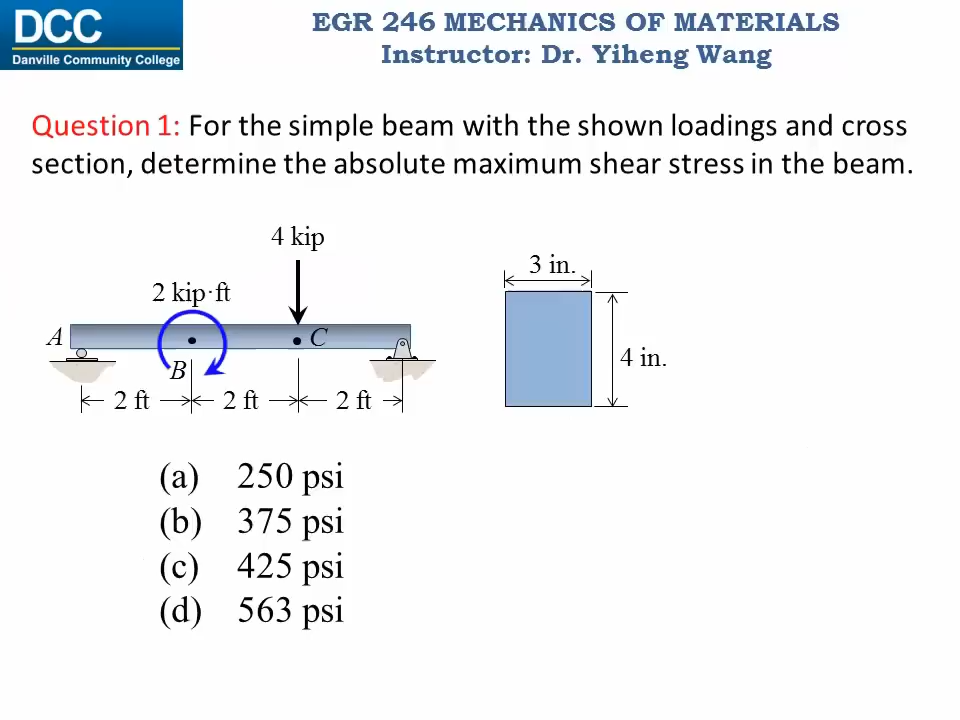 DCC
Danville Community College
EGR 246 MECHANICS OF MATERIALS
Instructor: Dr. Yiheng Wang
Question 1: For the simple beam with the shown loadings and cross
section, determine the absolute maximum shear stress in the beam.
4 kip
2 kip·ft
A
C
B
2 ft
2 ft
2 ft
3 in.
4 in.
(a) 250 psi
(b) 375 psi
(c) 425 psi
(d) 563 psi